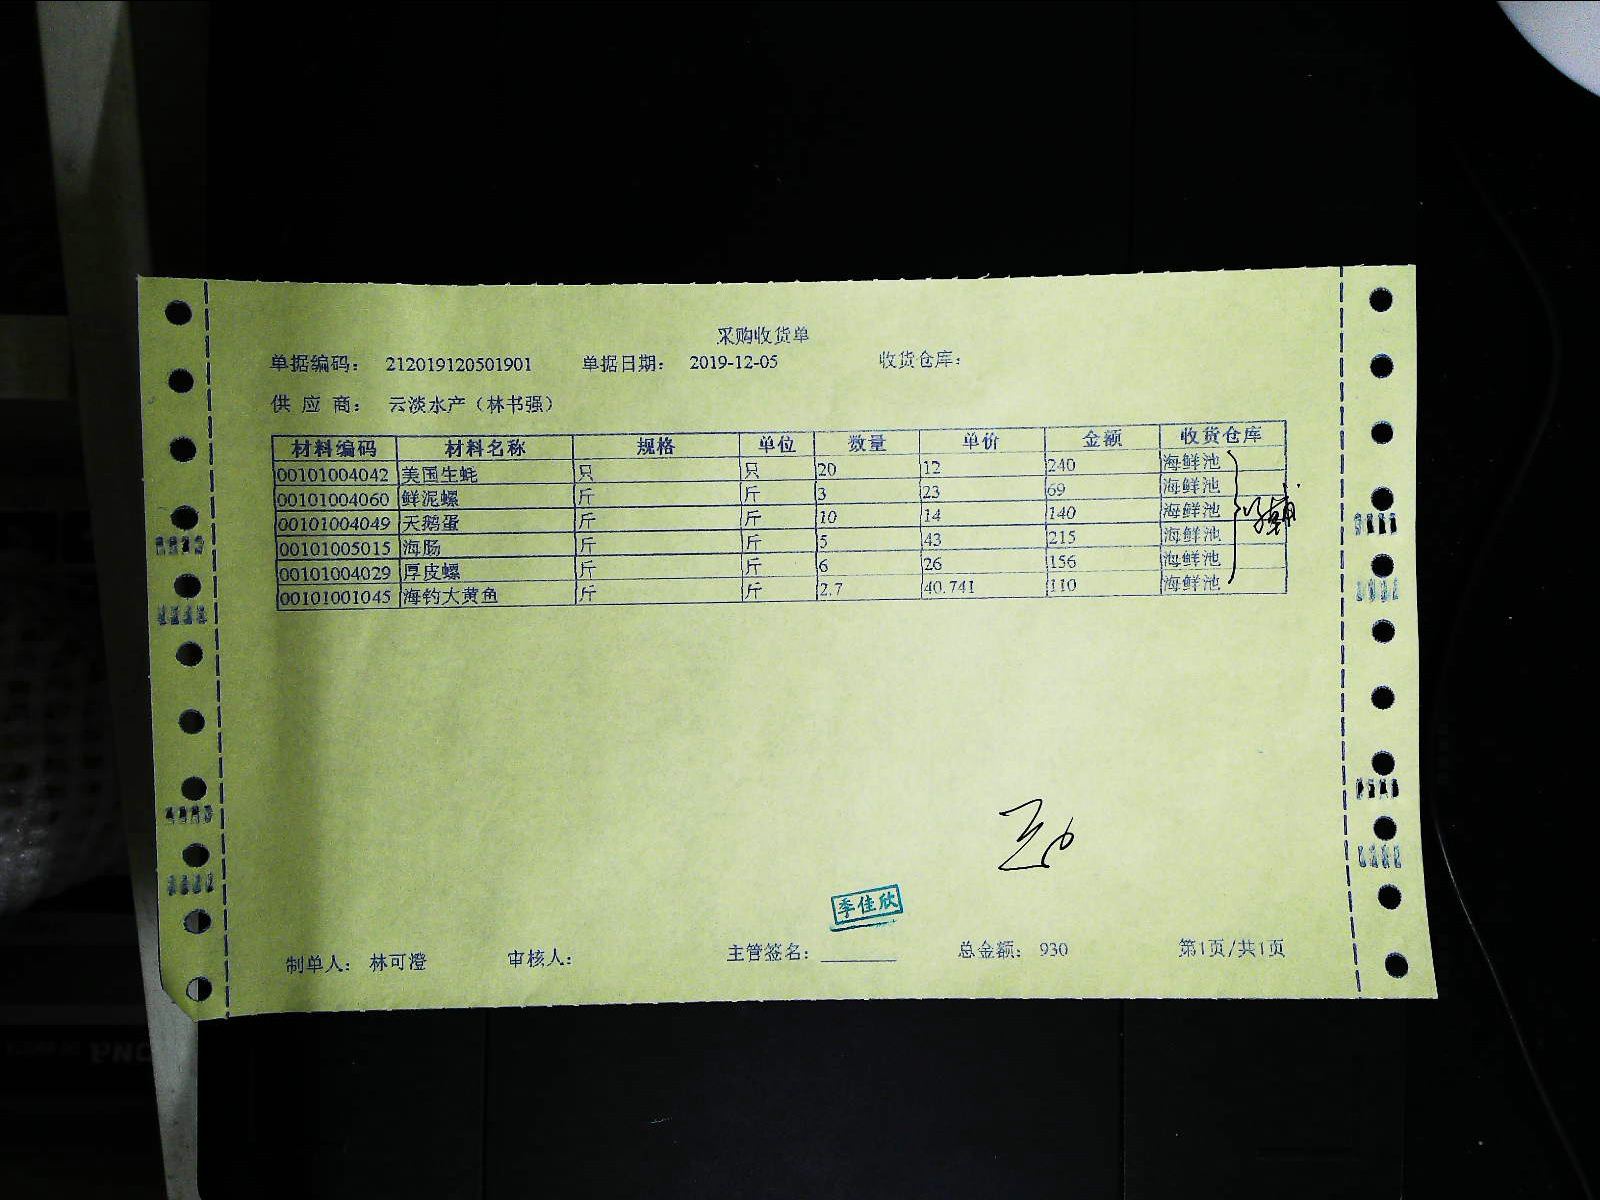 采购收货单
单据编码： 212019120501901 单据日期： 2019-12-05 收货仓库：
供 应 商： 云淡水产（林书强）
材料编码 材料名称 规格 单位 数量 单价 金额 收货仓库
00101004042 美国生蚝 只 只 20 12 240 海鲜池
00101004060 鲜泥螺 斤 斤 3 23 69 海鲜池
00101004049 天鹅蛋 斤 斤 10 14 140 海鲜池
00101005015 海肠 斤 斤 5 43 215 海鲜池
00101004029 厚皮螺 斤 斤 6 26 156 海鲜池
00101001045 海钓大黄鱼 斤 斤 2.7 40.741 110 海鲜池
季佳欣
制单人： 林可澄 审核人： 主管签名：________ 总金额： 930 第1页/共1页